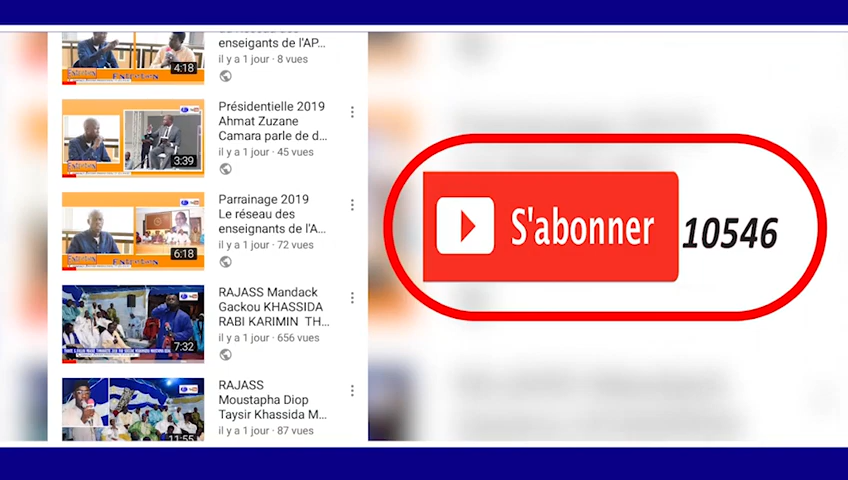 enseigants de l'AP...
il y a 1 jour · 8 vues
4:18
Présidentielle 2019
Ahmat Zuzane
Camara parle de d...
il y a 1 jour · 45 vues
3:39
Parrainage 2019
Le réseau des
enseignants de l'A...
il y a 1 jour · 72 vues
6:18
RAJASS Mandack
Gackou KHASSIDA
RABI KARIMIN TH...
il y a 1 jour · 656 vues
7:32
RAJASS
Moustapha Diop
Taysir Khassida M...
il y a 1 jour · 87 vues
11:55
S'abonner
10546